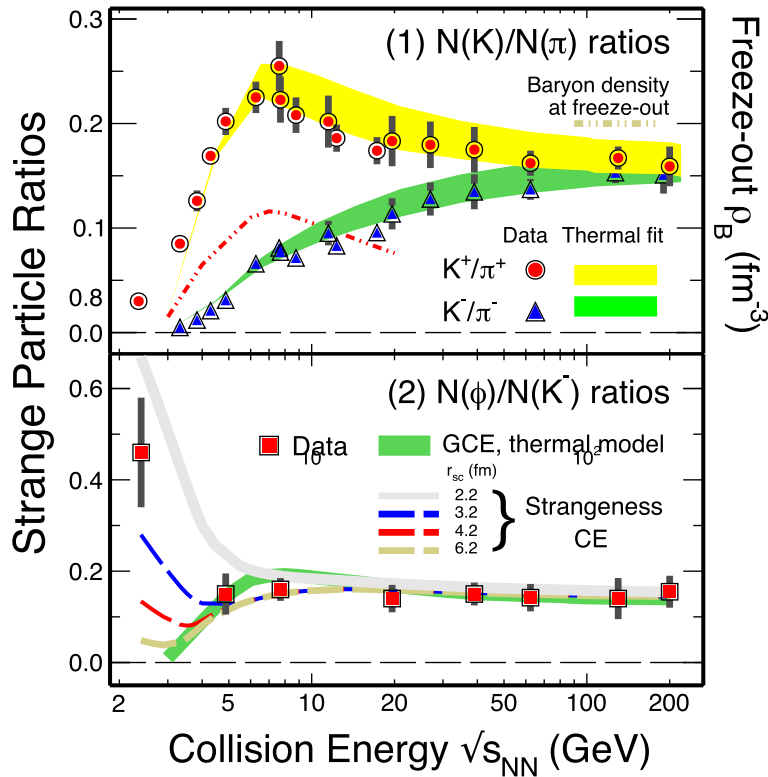 (1) N(K)/N(π) ratios
Baryon density
at freeze-out
Data Thermal fit
K⁺/π⁺
K⁻/π⁻
0.3
0.2
0.1
0.8
0.0
Strange Particle Ratios
Freeze-out ρ_B (fm⁻³)
(2) N(ϕ)/N(K⁻) ratios
Data
10
GCE, thermal model
10²
r_sc (fm)
2.2
3.2
4.2
6.2
}
Strangeness
CE
0.6
0.4
0.2
0.0
2 5 10 20 50 100 200
Collision Energy √s_NN (GeV)